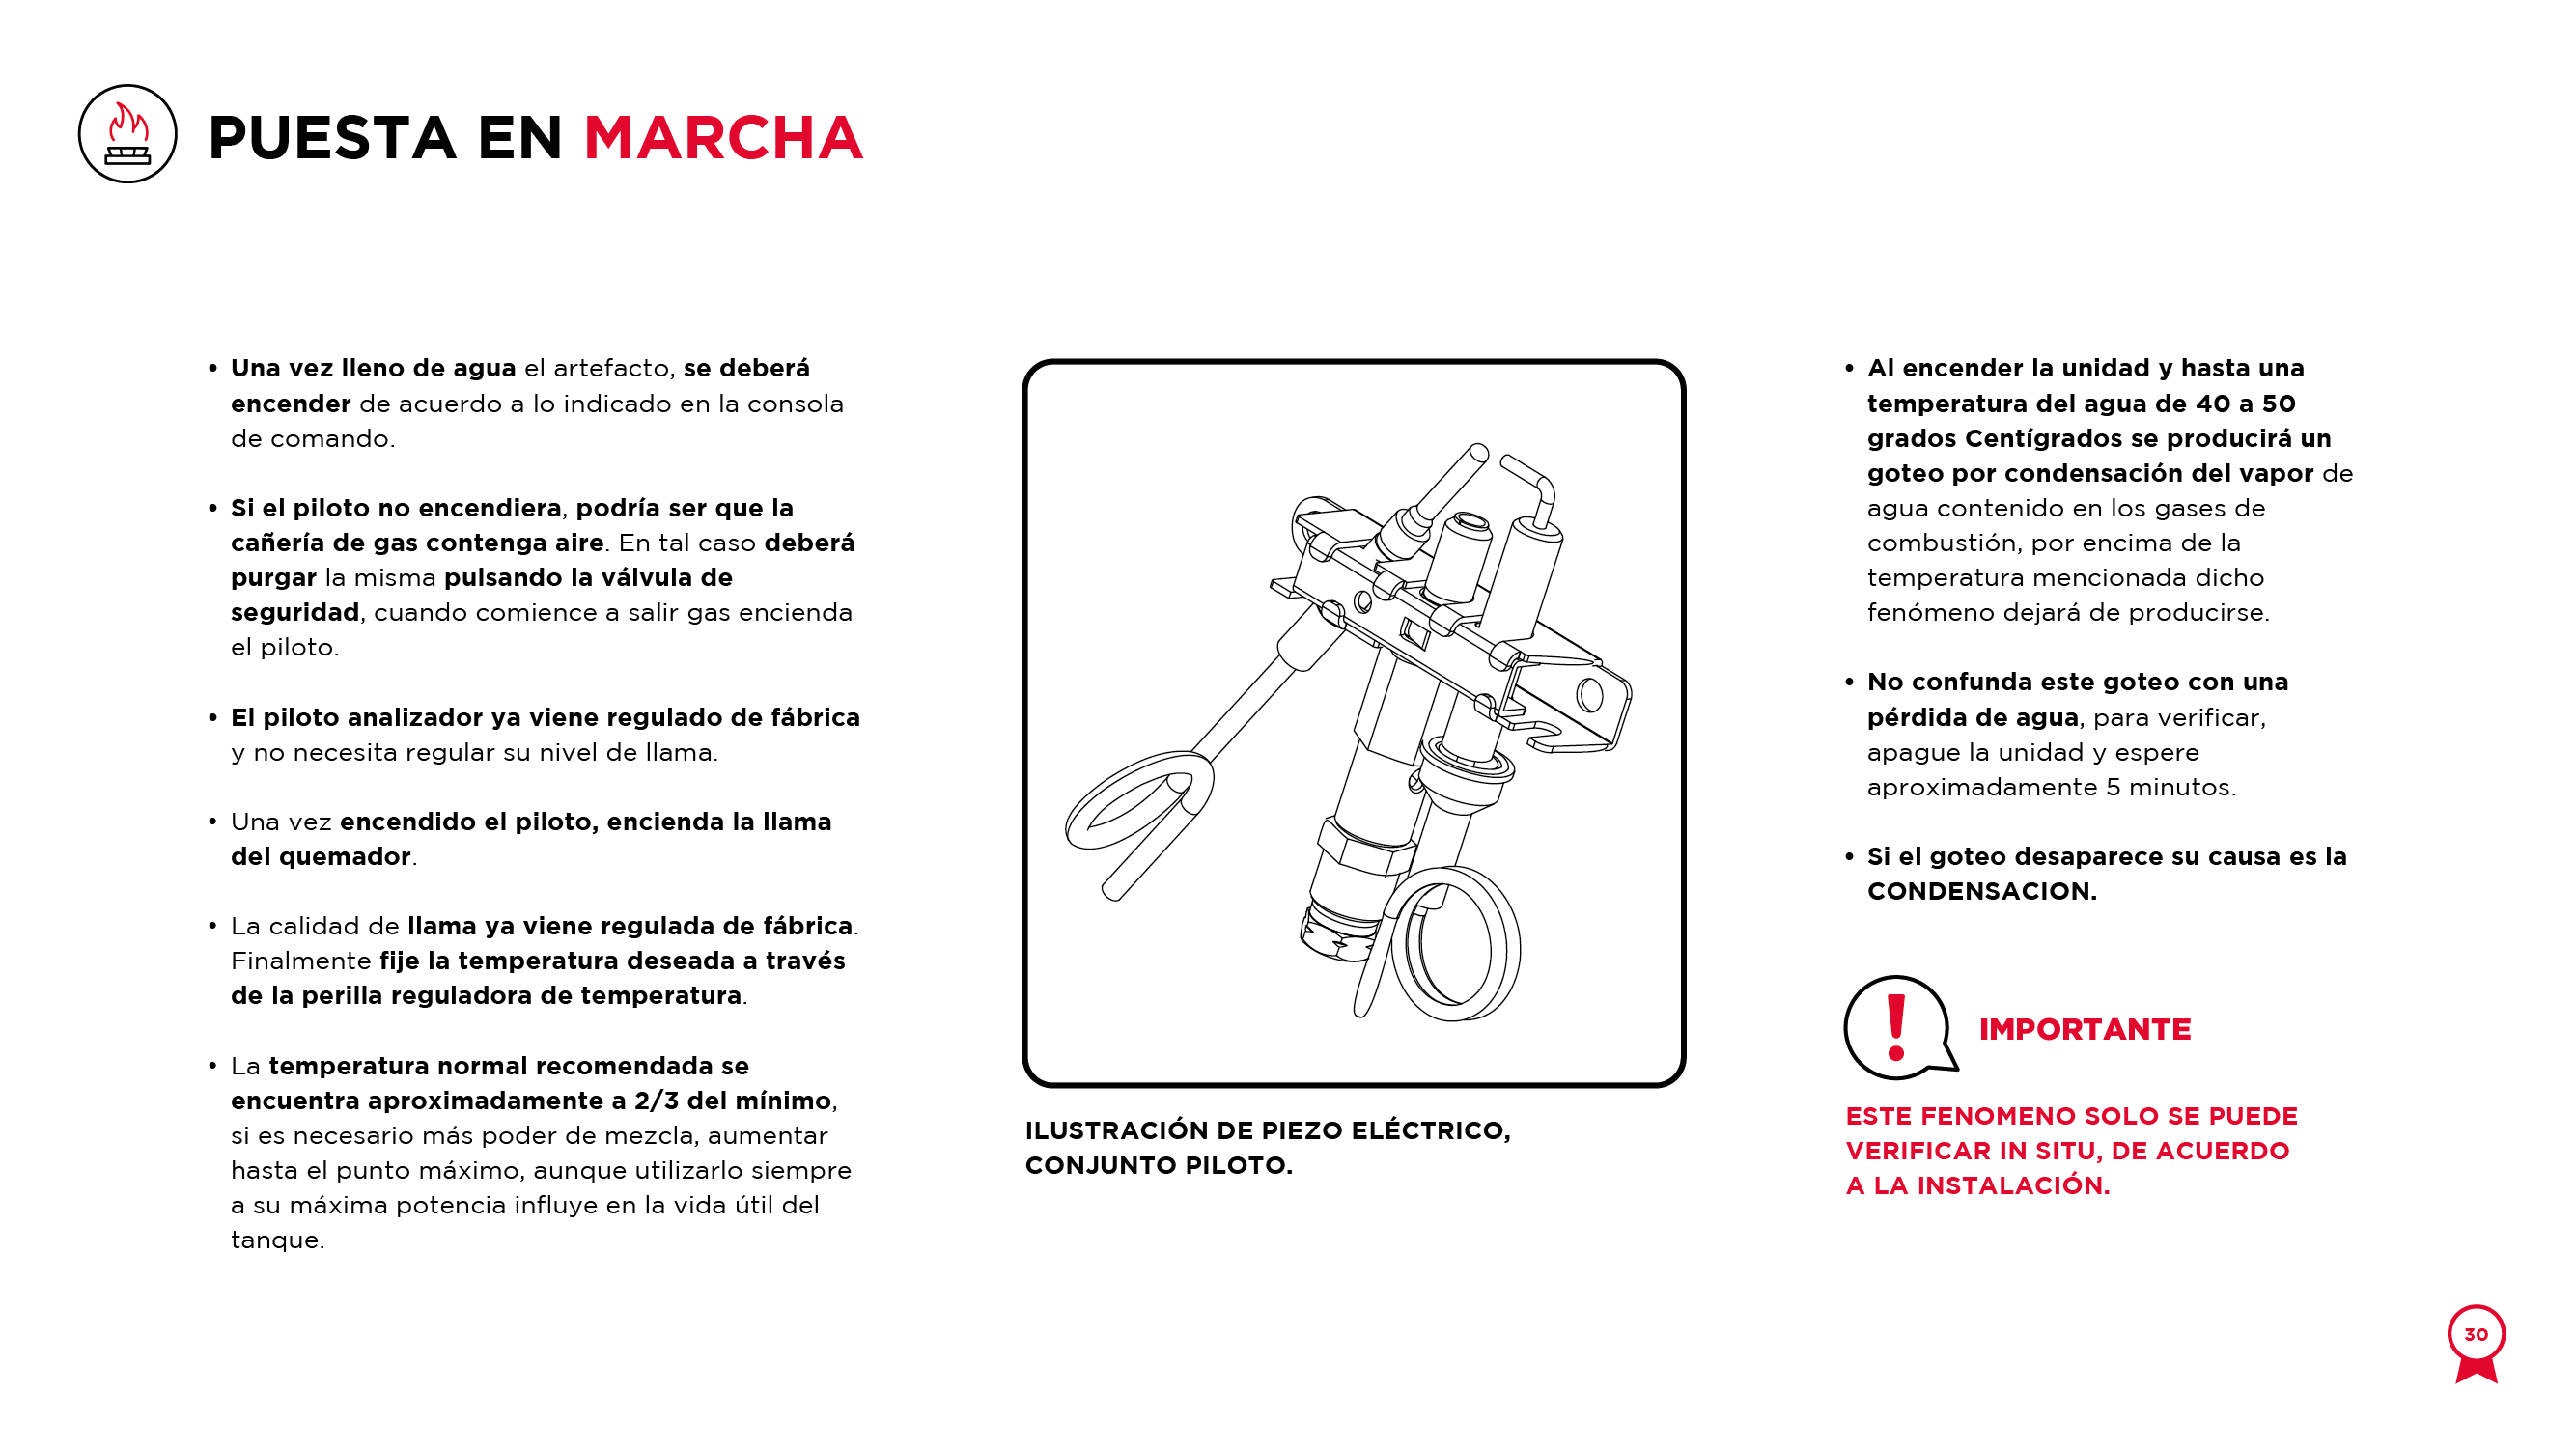 PUESTA EN MARCHA
• Una vez lleno de agua el artefacto, se deberá
encender de acuerdo a lo indicado en la consola
de comando.
• Si el piloto no encendiera, podría ser que la
cañería de gas contenga aire. En tal caso deberá
purgar la misma pulsando la válvula de
seguridad, cuando comience a salir gas encienda
el piloto.
• El piloto analizador ya viene regulado de fábrica
y no necesita regular su nivel de llama.
• Una vez encendido el piloto, encienda la llama
del quemador.
• La calidad de llama ya viene regulada de fábrica.
Finalmente fije la temperatura deseada a través
de la perilla reguladora de temperatura.
• La temperatura normal recomendada se
encuentra aproximadamente a 2/3 del mínimo,
si es necesario más poder de mezcla, aumentar
hasta el punto máximo, aunque utilizarlo siempre
a su máxima potencia influye en la vida útil del
tanque.
ILUSTRACIÓN DE PIEZO ELÉCTRICO,
CONJUNTO PILOTO.
• Al encender la unidad y hasta una
temperatura del agua de 40 a 50
grados Centígrados se producirá un
goteo por condensación del vapor de
agua contenido en los gases de
combustión, por encima de la
temperatura mencionada dicho
fenómeno dejará de producirse.
• No confunda este goteo con una
pérdida de agua, para verificar,
apague la unidad y espere
aproximadamente 5 minutos.
• Si el goteo desaparece su causa es la
CONDENSACION.
IMPORTANTE
ESTE FENOMENO SOLO SE PUEDE
VERIFICAR IN SITU, DE ACUERDO
A LA INSTALACIÓN.
30